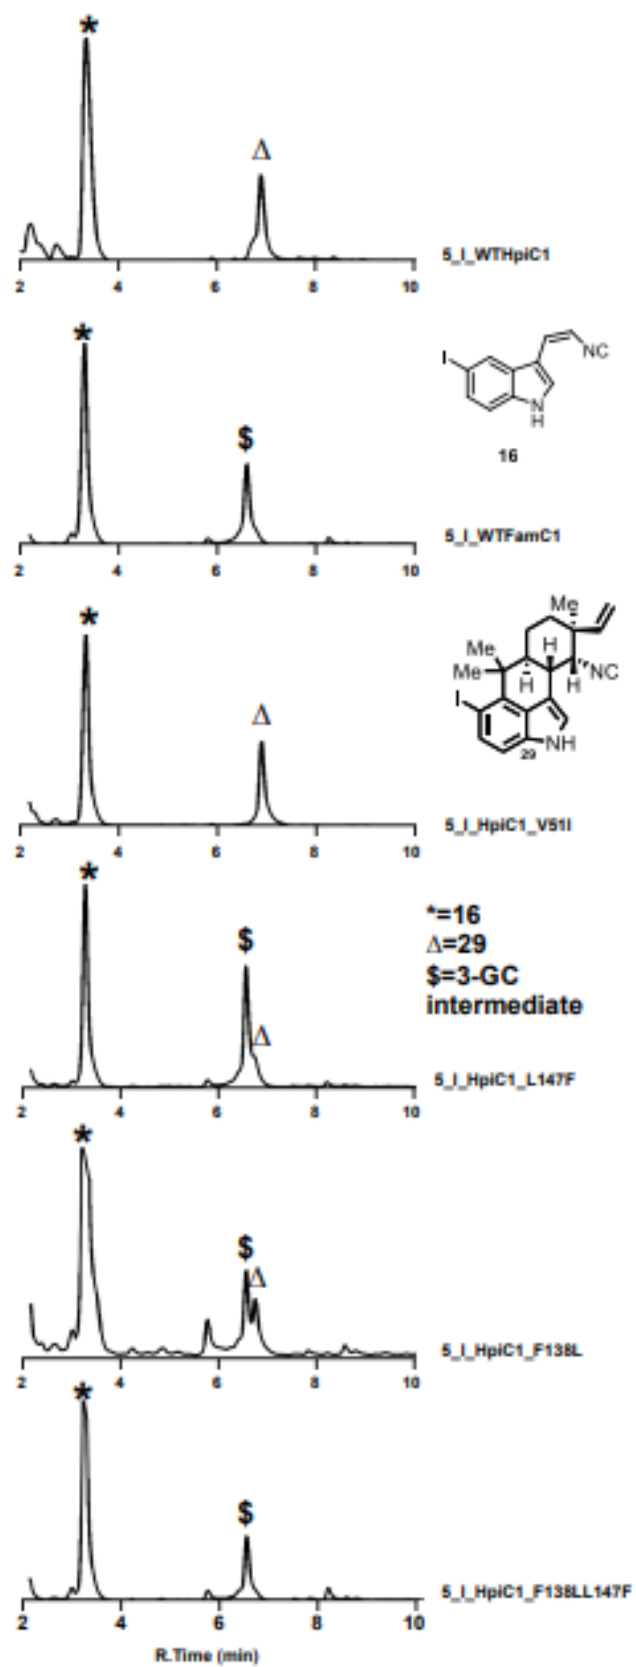 *
Δ
5_I_WTHpiC1
2 4 6 8 10
*
$
I
NC
N
H
16
5_I_WTFamC1
2 4 6 8 10
*
Δ
Me
H
Me
Me
H
H
NC
I
29
NH
5_I_HpiC1_V51I
2 4 6 8 10
*
$
Δ
*=16
Δ=29
$=3-GC
intermediate
5_I_HpiC1_L147F
2 4 6 8 10
*
$
Δ
5_I_HpiC1_F138L
2 4 6 8 10
*
$
5_I_HpiC1_F138LL147F
2 4 6 8 10
R.Time (min)